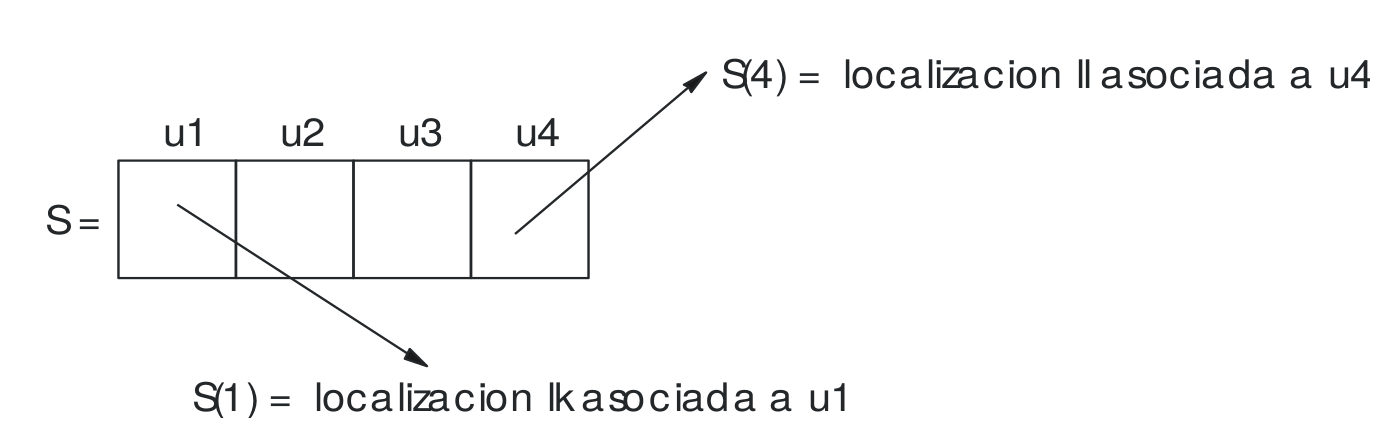 S(4) = localizacion ll asociada a u4
u1 u2 u3 u4
S =
S(1) = localizacion lk asociada a u1